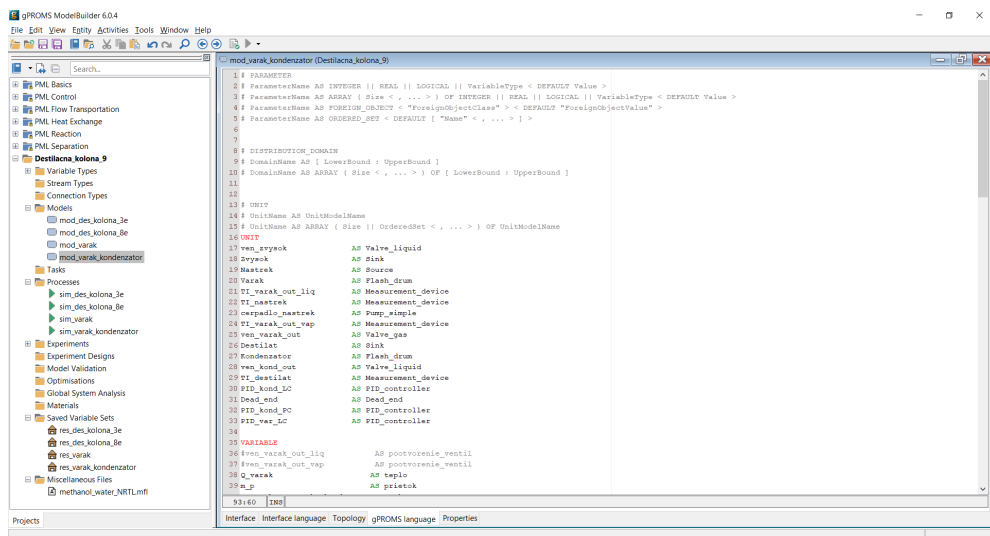 gPROMS ModelBuilder 6.0.4
File Edit View Entity Activities Tools Window Help
Search...
PML Basics
PML Control
PML Flow Transportation
PML Heat Exchange
PML Reaction
PML Separation
Destilacna_kolona_9
Variable Types
Stream Types
Connection Types
Models
mod_des_kolona_3e
mod_des_kolona_8e
mod_varak
mod_varak_kondenzator
Tasks
Processes
sim_des_kolona_3e
sim_des_kolona_8e
sim_varak
sim_varak_kondenzator
Experiments
Experiment Designs
Model Validation
Optimisations
Global System Analysis
Materials
Saved Variable Sets
res_des_kolona_3e
res_des_kolona_8e
res_varak
res_varak_kondenzator
Miscellaneous Files
methanol_water_NRTL.mfl
Projects
mod_varak_kondenzator (Destilacna_kolona_9)
1 # PARAMETER
2 # ParameterName AS INTEGER || REAL || LOGICAL || VariableType < DEFAULT Value >
3 # ParameterName AS ARRAY ( Size < , ... > ) OF INTEGER || REAL || LOGICAL || VariableType < DEFAULT Value >
4 # ParameterName AS FOREIGN_OBJECT < "ForeignObjectClass" > < DEFAULT "ForeignObjectValue" >
5 # ParameterName AS ORDERED_SET < DEFAULT [ "Name" < , ... > ] >
6
7
8 # DISTRIBUTION_DOMAIN
9 # DomainName AS [ LowerBound : UpperBound ]
10 # DomainName AS ARRAY ( Size < , ... > ) OF [ LowerBound : UpperBound ]
11
12
13 # UNIT
14 # UnitName AS UnitModelName
15 # UnitName AS ARRAY ( Size || OrderedSet < , ... > ) OF UnitModelName
16 UNIT
17 ven_zvysok AS Valve_liquid
18 Zvysok AS Sink
19 Nastrek AS Source
20 Varak AS Flash_drum
21 TI_varak_out_liq AS Measurement_device
22 TI_nastrek AS Measurement_device
23 cerpadlo_nastrek AS Pump_simple
24 TI_varak_out_vap AS Measurement_device
25 ven_varak_out AS Valve_gas
26 Destilat AS Sink
27 Kondenzator AS Flash_drum
28 ven_kond_out AS Valve_liquid
29 TI_destilat AS Measurement_device
30 PID_kond_LC AS PID_controller
31 Dead_end AS Dead_end
32 PID_kond_PC AS PID_controller
33 PID_var_LC AS PID_controller
34
35 VARIABLE
36 #ven_varak_out_liq AS pootvorenie_ventil
37 #ven_varak_out_vap AS pootvorenie_ventil
38 Q_varak AS teplo
39 m_p AS prietok
93:60 INS
Interface Interface language Topology gPROMS language Properties